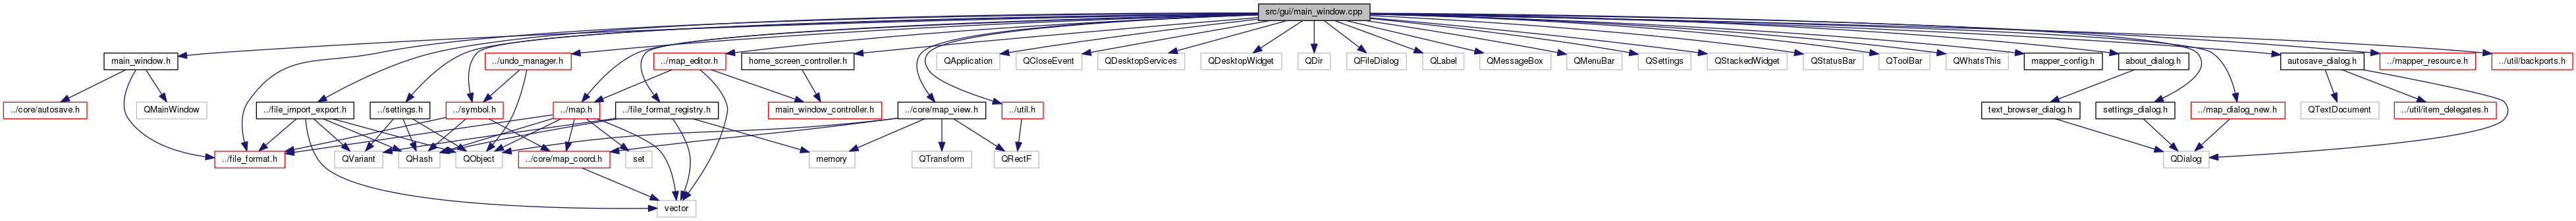 src/gui/main_window.cpp
main_window.h
../undo_manager.h
../map_editor.h
home_screen_controller.h
QApplication
QCloseEvent
QDesktopServices
QDesktopWidget
QDir
QFileDialog
QLabel
QMessageBox
QMenuBar
QSettings
QStackedWidget
QStatusBar
QToolBar
QWhatsThis
mapper_config.h
about_dialog.h
autosave_dialog.h
../mapper_resource.h
../util/backports.h
../core/autosave.h
QMainWindow
../file_import_export.h
../settings.h
../symbol.h
../map.h
../file_format_registry.h
main_window_controller.h
../core/map_view.h
../util.h
text_browser_dialog.h
settings_dialog.h
../map_dialog_new.h
QTextDocument
../util/item_delegates.h
../file_format.h
QVariant
QHash
QObject
../core/map_coord.h
set
memory
QTransform
QRectF
QDialog
vector